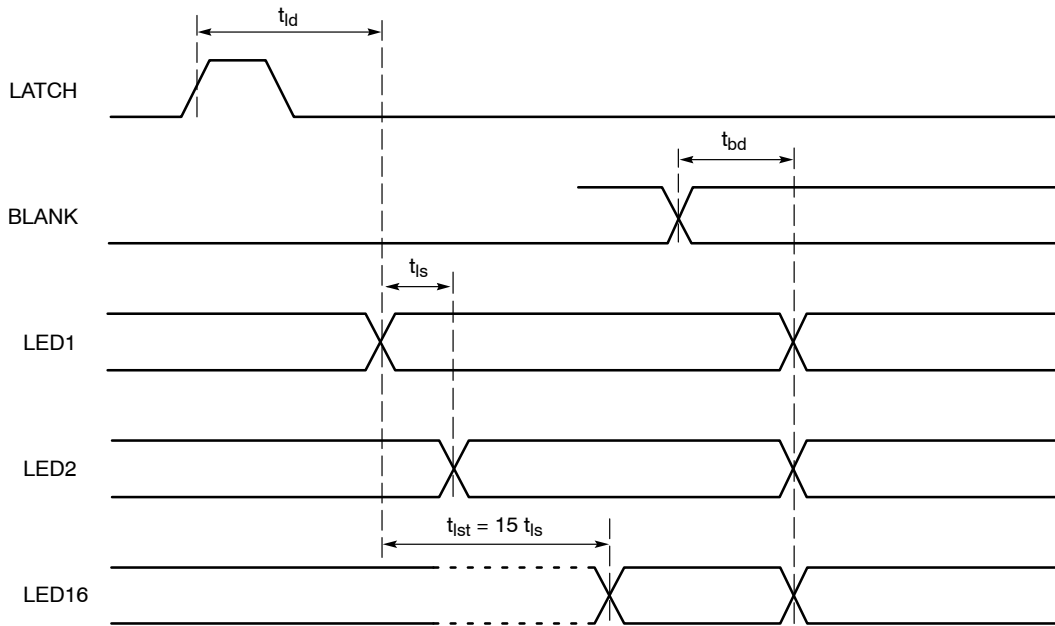 t_ld
LATCH
t_bd
BLANK
t_ls
LED1
LED2
t_lst = 15 t_ls
LED16